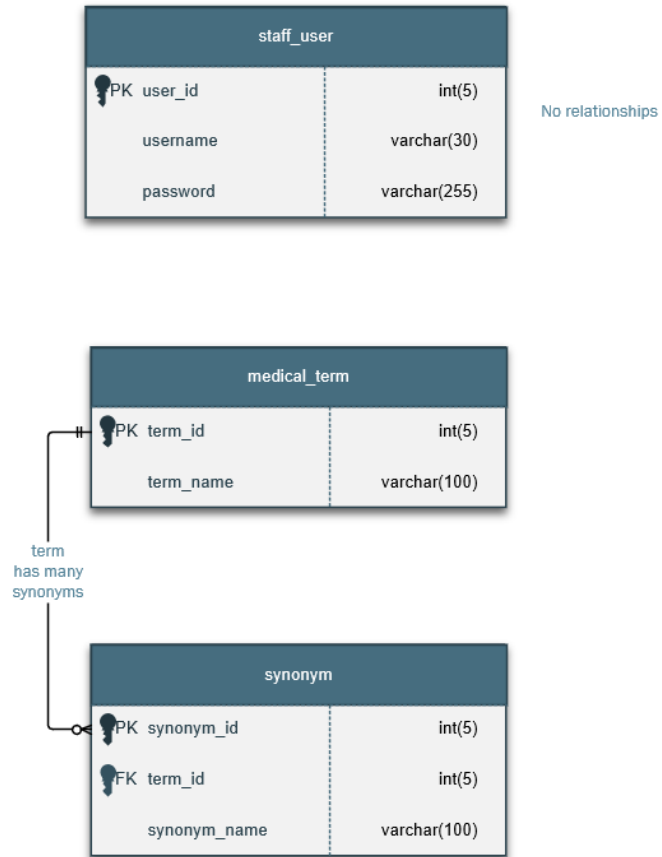 staff_user
PK user_id int(5)
No relationships
username varchar(30)
password varchar(255)
medical_term
PK term_id int(5)
term_name varchar(100)
term
has many
synonyms
synonym
PK synonym_id int(5)
FK term_id int(5)
synonym_name varchar(100)